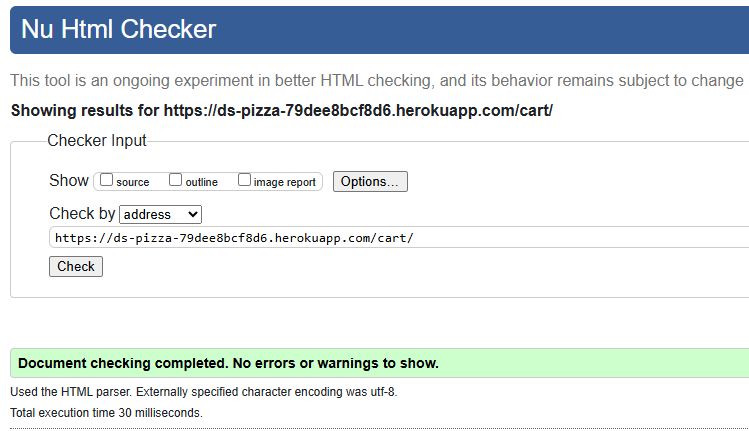 Nu Html Checker
This tool is an ongoing experiment in better HTML checking, and its behavior remains subject to change
Showing results for https://ds-pizza-79dee8bcf8d6.herokuapp.com/cart/
Checker Input
Show source outline image report Options...
Check by address
https://ds-pizza-79dee8bcf8d6.herokuapp.com/cart/
Check
Document checking completed. No errors or warnings to show.
Used the HTML parser. Externally specified character encoding was utf-8.
Total execution time 30 milliseconds.